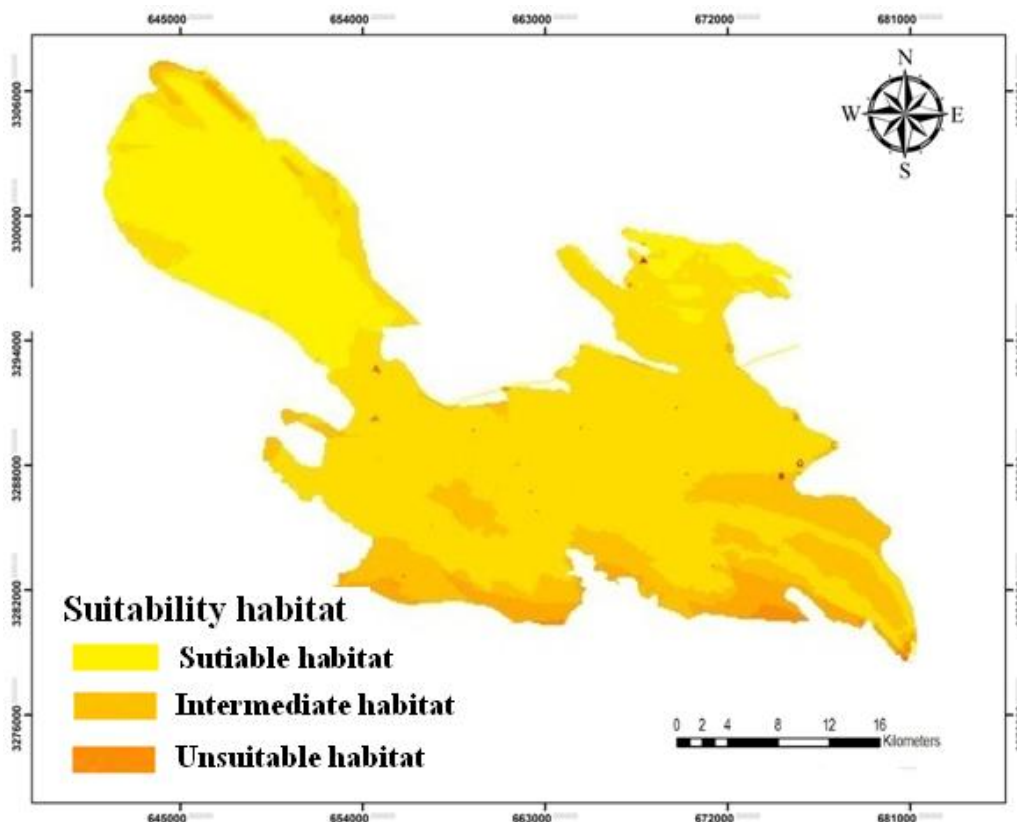 645000 654000 663000 672000 681000
N
W E
S
3306000
3300000
3294000
3288000
3282000
3276000
Suitability habitat
Sutiable habitat
Intermediate habitat
Unsuitable habitat
0 2 4 8 12 16
Kilometers
645000 654000 663000 672000 681000